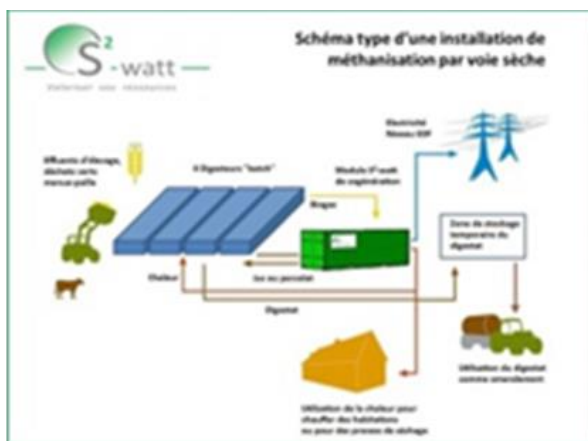 S²-watt
Valoriser vos ressources
Schéma type d'une installation de
méthanisation par voie sèche
Electricité
Réseau EDF
Effluents d'élevage,
déchets verts
menue-paille
4 Digesteurs "batch"
Module S²-watt
de cogénération
Biogaz
Zone de stockage
temporaire du
digestat
Chaleur
Jus ou percolat
Digestat
Utilisation du digestat
comme amendement
Utilisation de la chaleur pour
chauffer des habitations
ou pour des process de séchage